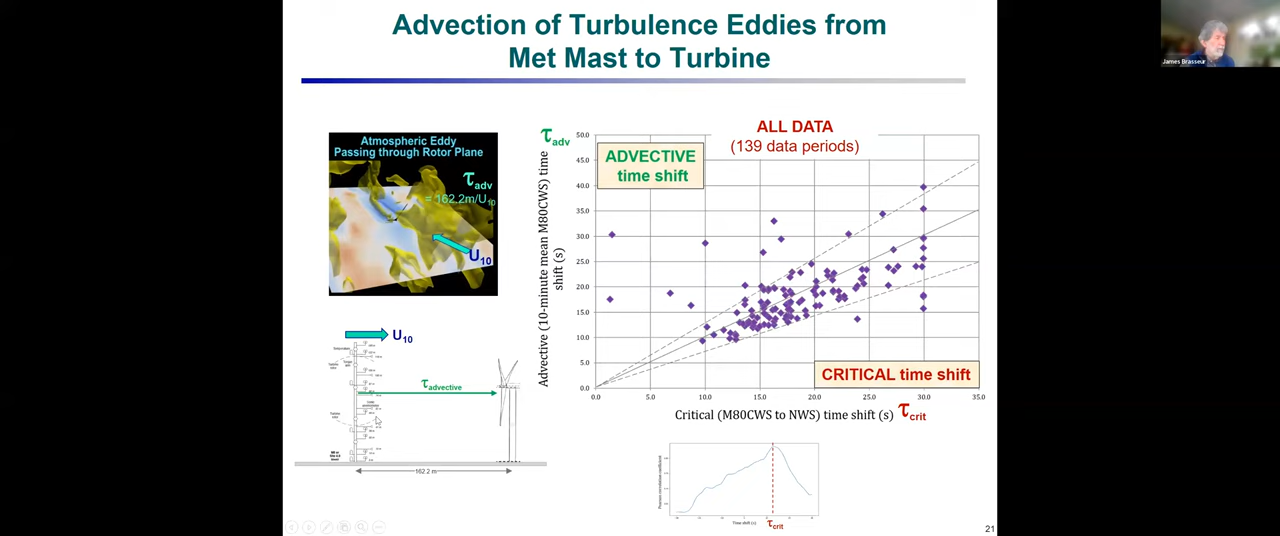 Advection of Turbulence Eddies from
Met Mast to Turbine
James Brasseur
Atmospheric Eddy
Passing through Rotor Plane
τadv
= 162.2m/U10
U10
U10
τadvective
162.2 m
τadv
ALL DATA
(139 data periods)
ADVECTIVE
time shift
Advective (10-minute mean M80CWS) time
shift (s)
50.0
45.0
40.0
35.0
30.0
25.0
20.0
15.0
10.0
5.0
0.0
0.0
5.0
10.0
15.0
20.0
25.0
30.0
35.0
CRITICAL time shift
Critical (M80CWS to NWS) time shift (s) τcrit
Time shift (s)
τcrit
21